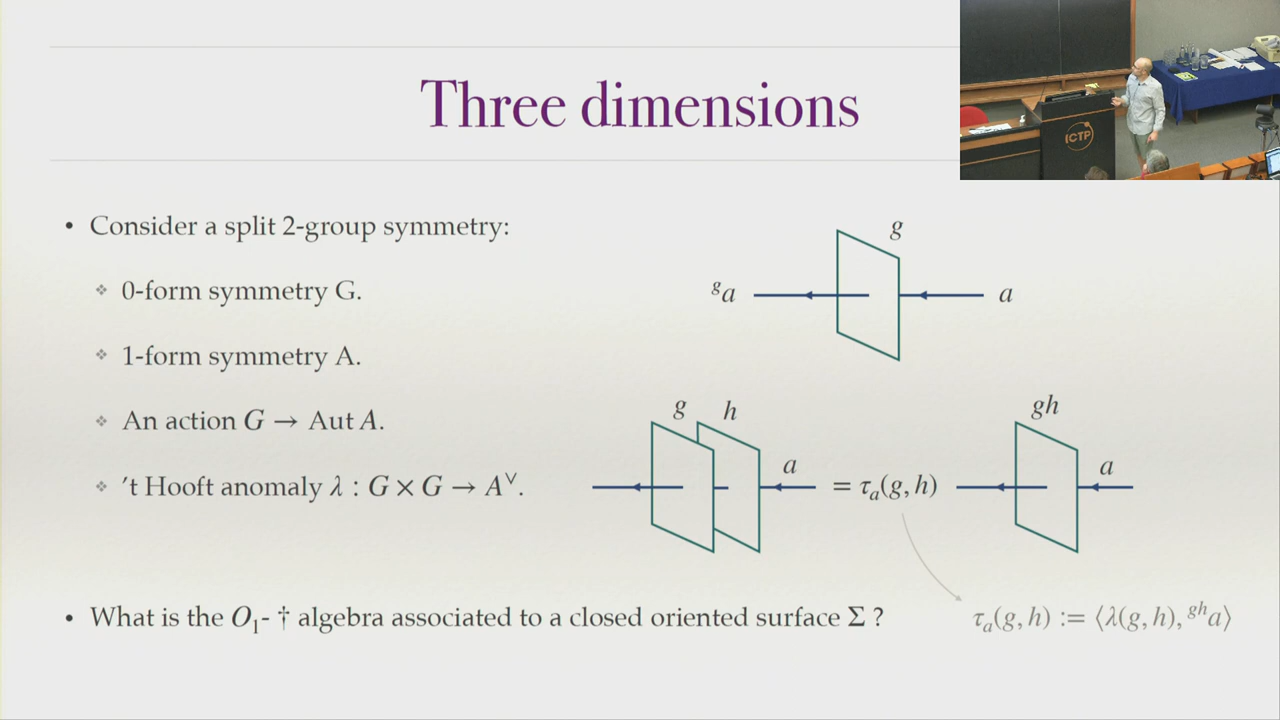 Three dimensions
ICTP
• Consider a split 2-group symmetry:
❖ 0-form symmetry G.
❖ 1-form symmetry A.
❖ An action G → Aut A.
❖ ’t Hooft anomaly λ : G × G → A^∨.
g
^g a
a
g h
a
= τ_a(g, h)
gh
a
• What is the O_1- † algebra associated to a closed oriented surface Σ ?
τ_a(g, h) := ⟨λ(g, h), ^{gh}a⟩